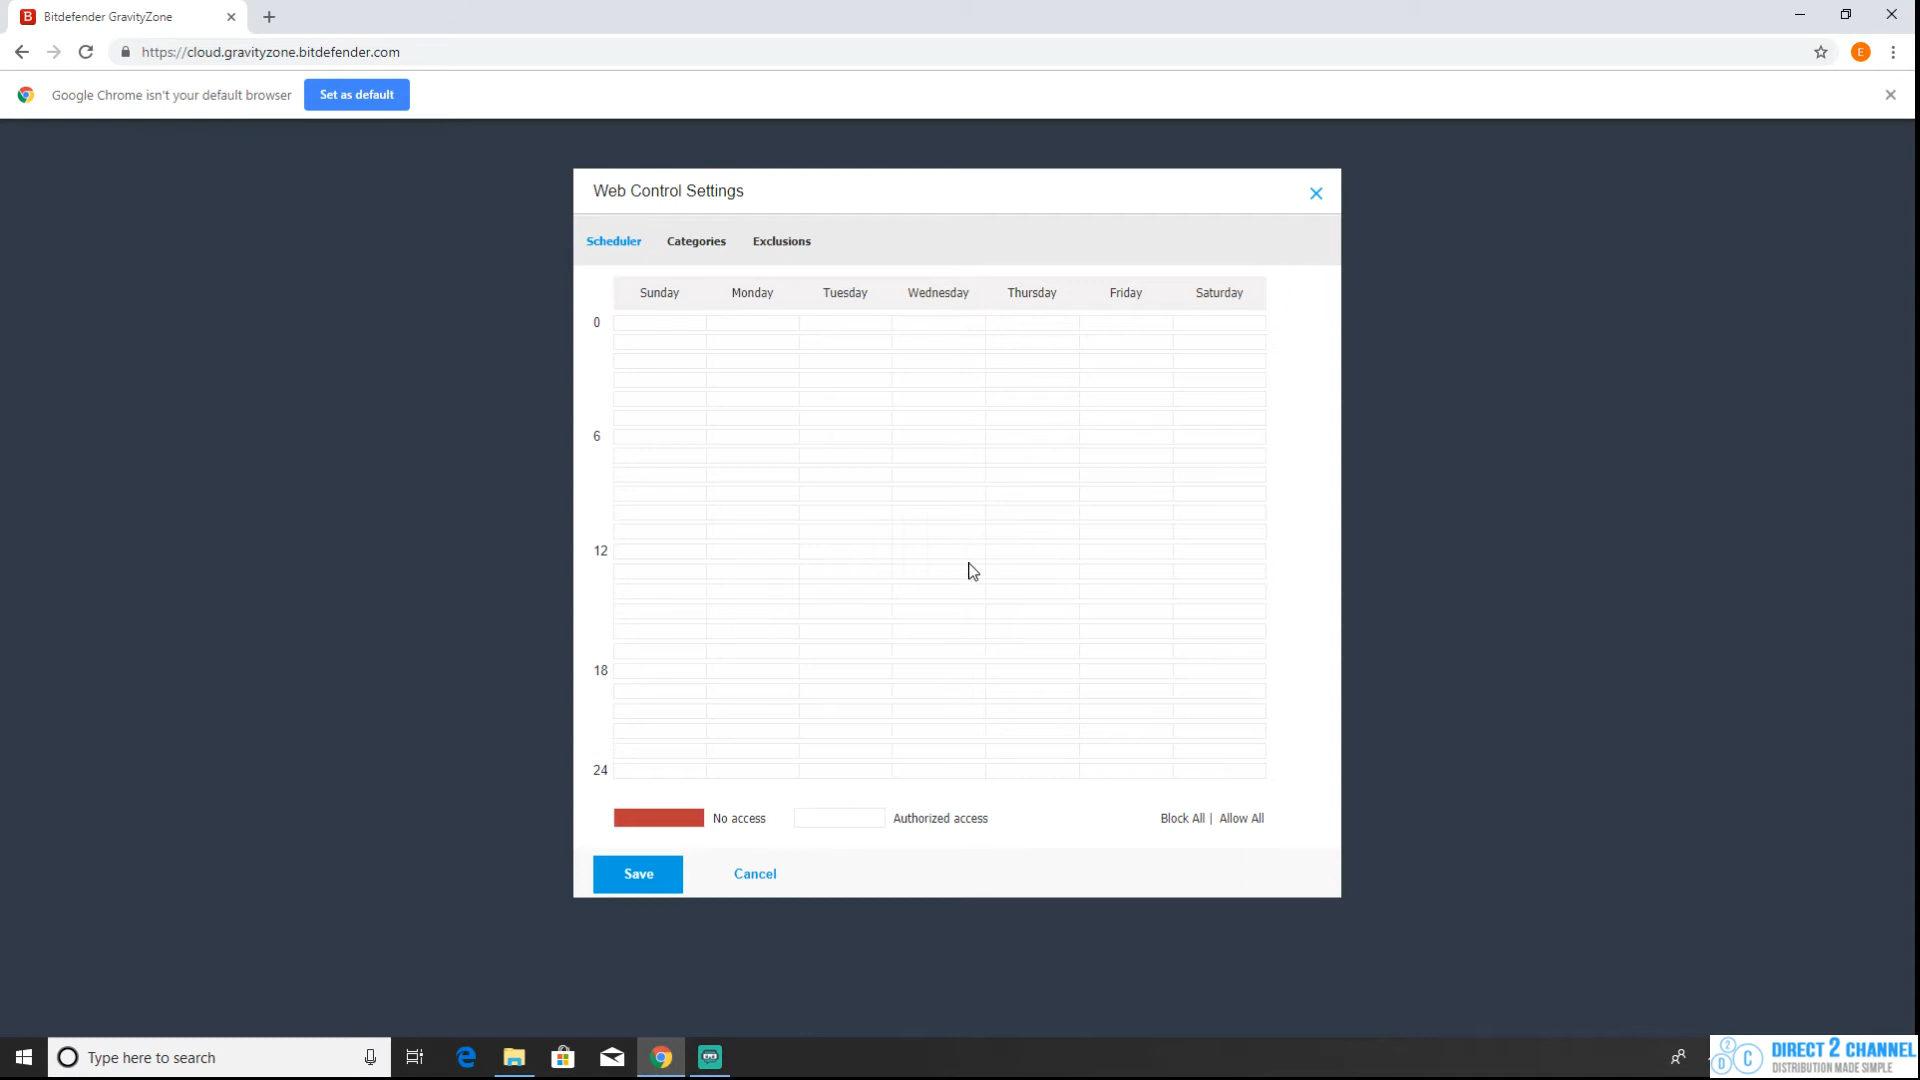 Bitdefender GravityZone
https://cloud.gravityzone.bitdefender.com
E
Google Chrome isn't your default browser
Set as default
Web Control Settings
Scheduler
Categories
Exclusions
Sunday
Monday
Tuesday
Wednesday
Thursday
Friday
Saturday
0
6
12
18
24
No access
Authorized access
Block All |
Allow All
Save
Cancel
Type here to search
D 2 C
DIRECT 2 CHANNEL
DISTRIBUTION MADE SIMPLE